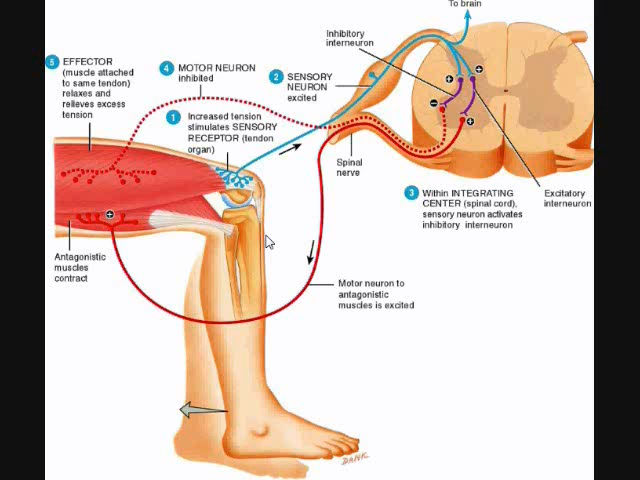 To brain
Inhibitory
interneuron
5 EFFECTOR
(muscle attached
to same tendon)
relaxes and
relieves excess
tension
4 MOTOR NEURON
inhibited
2 SENSORY
NEURON
excited
1 Increased tension
stimulates SENSORY
RECEPTOR (tendon
organ)
+
+
–
+
Spinal
nerve
3 Within INTEGRATING
CENTER (spinal cord),
sensory neuron activates
inhibitory interneuron
Excitatory
interneuron
+
Antagonistic
muscles
contract
Motor neuron to
antagonistic
muscles is excited
DANK